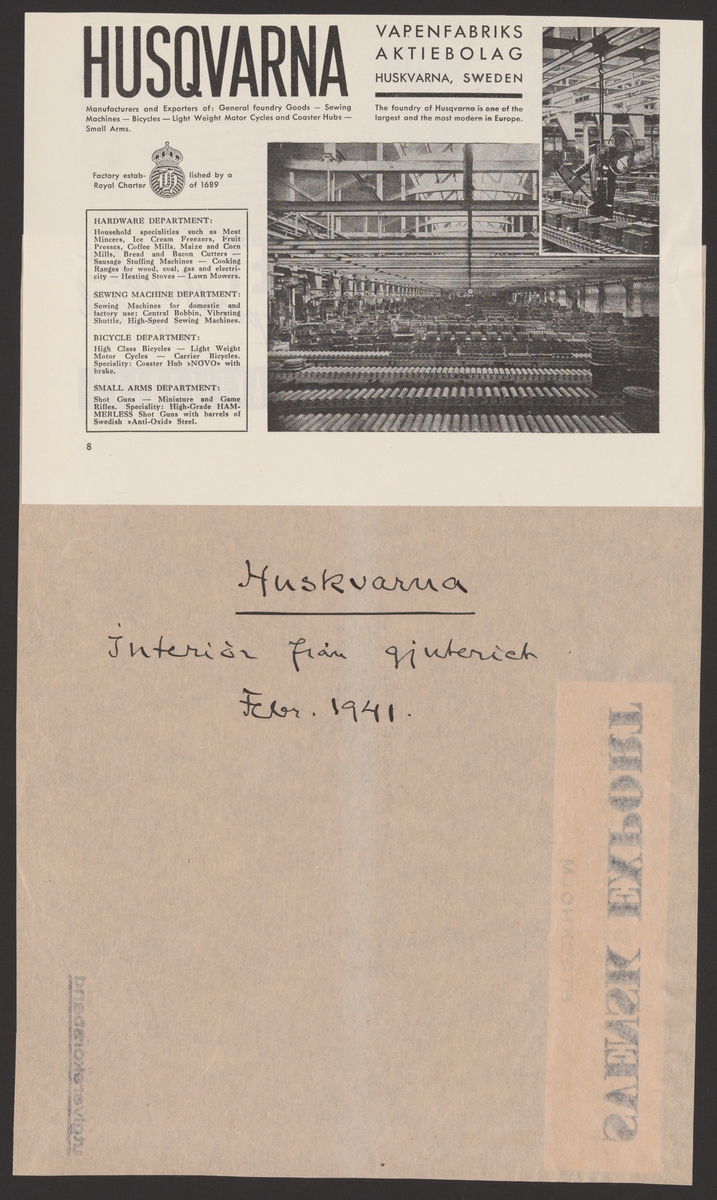 HUSQVARNA
VAPENFABRIKS
AKTIEBOLAG
HUSKVARNA, SWEDEN
Manufacturers and Exporters of: General foundry Goods — Sewing
Machines — Bicycles — Light Weight Motor Cycles and Coaster Hubs —
Small Arms.
The foundry of Husqvarna is one of the
largest and the most modern in Europe.
Factory estab- lished by a
Royal Charter of 1689
HARDWARE DEPARTMENT:
Household specialities such as Meat
Mincers, Ice Cream Freezers, Fruit
Presses, Coffee Mills, Maize and Corn
Mills, Bread and Bacon Cutters —
Sausage Stuffing Machines — Cooking
Ranges for wood, coal, gas and electri-
city — Heating Stoves — Lawn Mowers.
SEWING MACHINE DEPARTMENT:
Sewing Machines for domestic and
factory use: Central Bobbin, Vibrating
Shuttle, High-Speed Sewing Machines.
BICYCLE DEPARTMENT:
High Class Bicycles — Light Weight
Motor Cycles — Carrier Bicycles.
Speciality: Coaster Hub »NOVO» with
brake.
SMALL ARMS DEPARTMENT:
Shot Guns — Miniature and Game
Rifles. Speciality: High-Grade HAM-
MERLESS Shot Guns with barrels of
Swedish »Anti-Oxid» Steel.
8
Huskvarna
Interiör från gjuteriet
Febr. 1941.
SVENSK EXPORT
STOCKHOLM